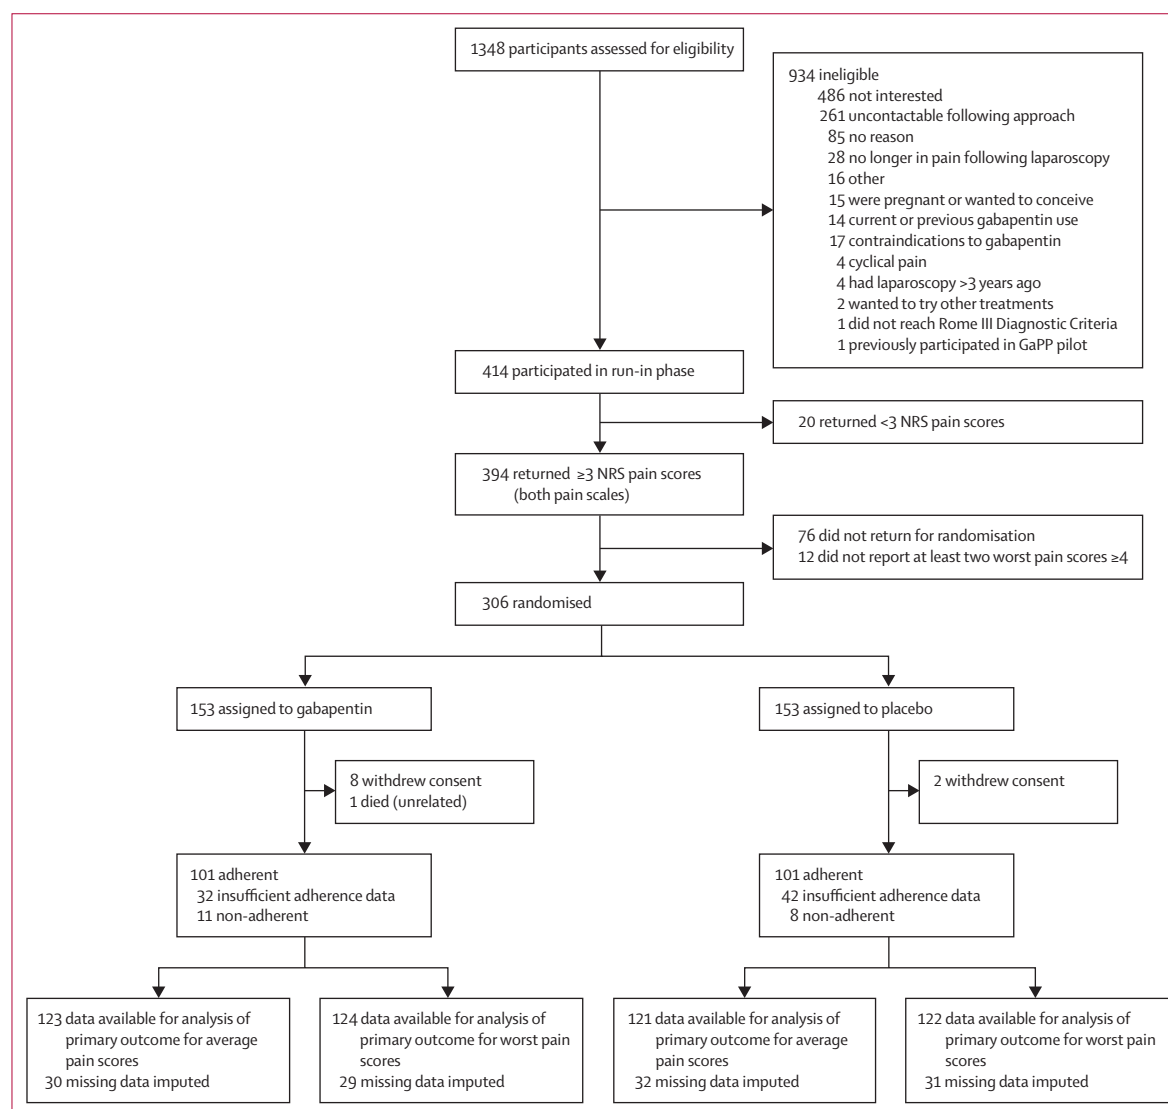 1348 participants assessed for eligibility
934 ineligible
486 not interested
261 uncontactable following approach
85 no reason
28 no longer in pain following laparoscopy
16 other
15 were pregnant or wanted to conceive
14 current or previous gabapentin use
17 contraindications to gabapentin
4 cyclical pain
4 had laparoscopy >3 years ago
2 wanted to try other treatments
1 did not reach Rome III Diagnostic Criteria
1 previously participated in GaPP pilot
414 participated in run-in phase
20 returned <3 NRS pain scores
394 returned ≥3 NRS pain scores
(both pain scales)
76 did not return for randomisation
12 did not report at least two worst pain scores ≥4
306 randomised
153 assigned to gabapentin
153 assigned to placebo
8 withdrew consent
1 died (unrelated)
2 withdrew consent
101 adherent
32 insufficient adherence data
11 non-adherent
101 adherent
42 insufficient adherence data
8 non-adherent
123 data available for analysis of
primary outcome for average
pain scores
30 missing data imputed
124 data available for analysis of
primary outcome for worst pain
scores
29 missing data imputed
121 data available for analysis of
primary outcome for average
pain scores
32 missing data imputed
122 data available for analysis of
primary outcome for worst pain
scores
31 missing data imputed